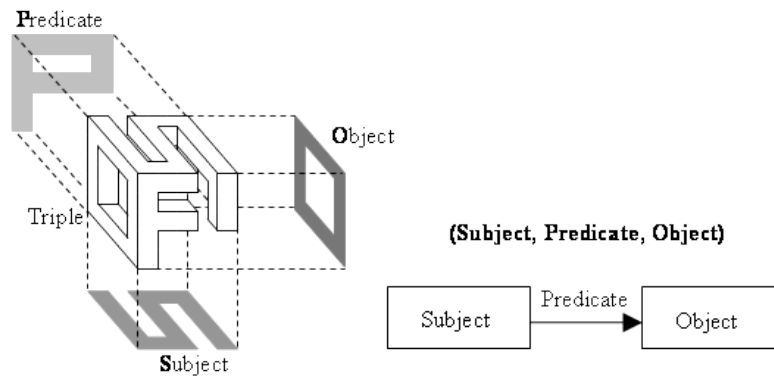 Predicate
Object
Triple
Subject
(Subject, Predicate, Object)
Subject
Predicate
Object